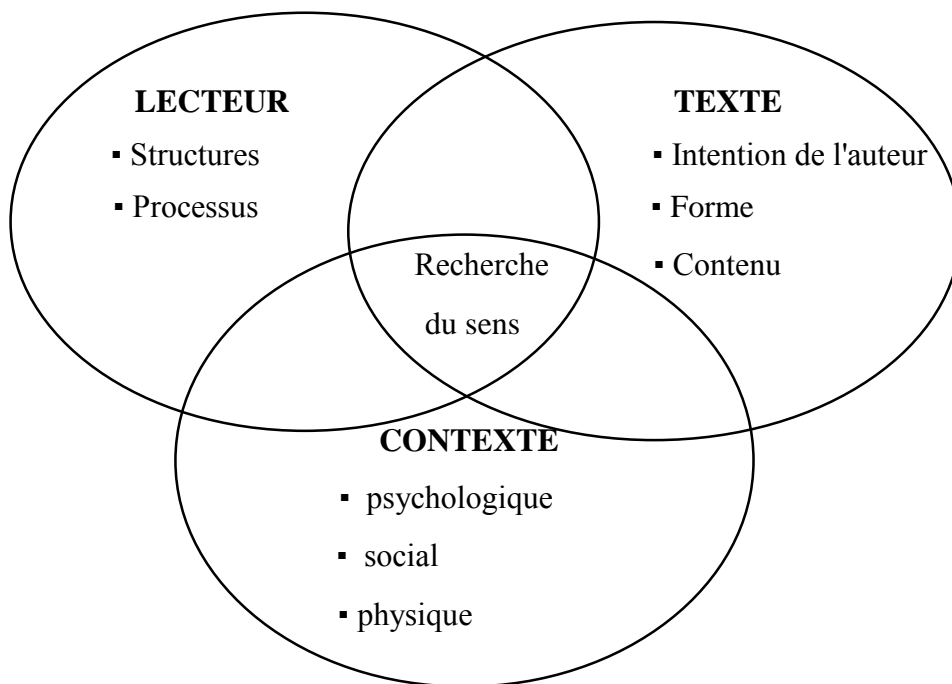 LECTEUR
▪ Structures
▪ Processus
TEXTE
▪ Intention de l'auteur
▪ Forme
▪ Contenu
Recherche
du sens
CONTEXTE
▪ psychologique
▪ social
▪ physique